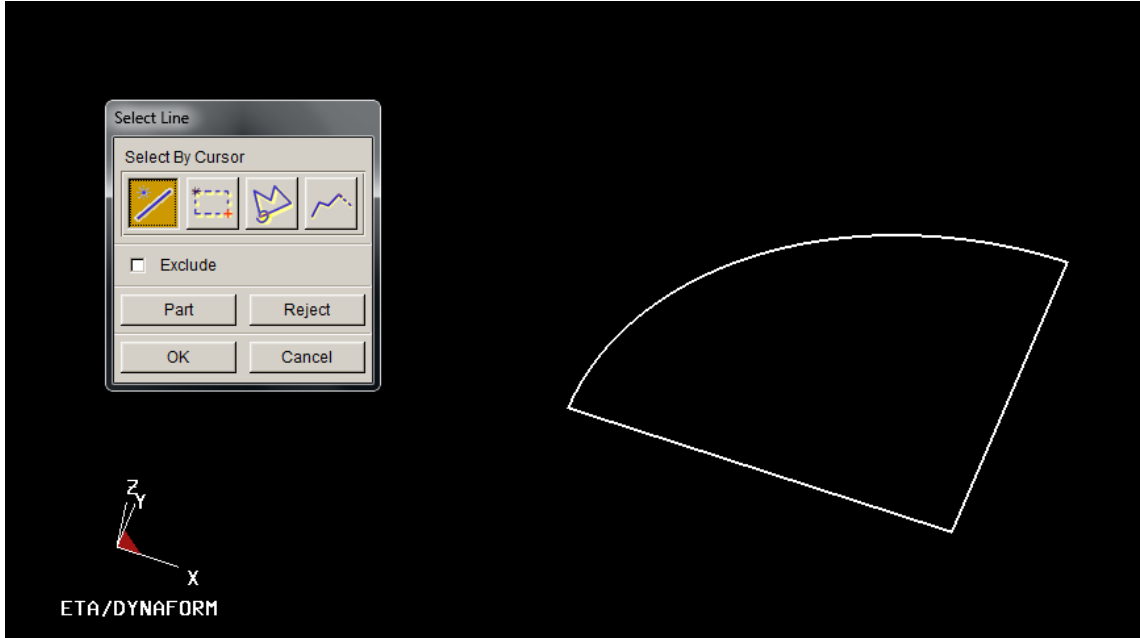 Select Line
Select By Cursor
Exclude
Part Reject
OK Cancel
Z
Y
X
ETA/DYNAFORM